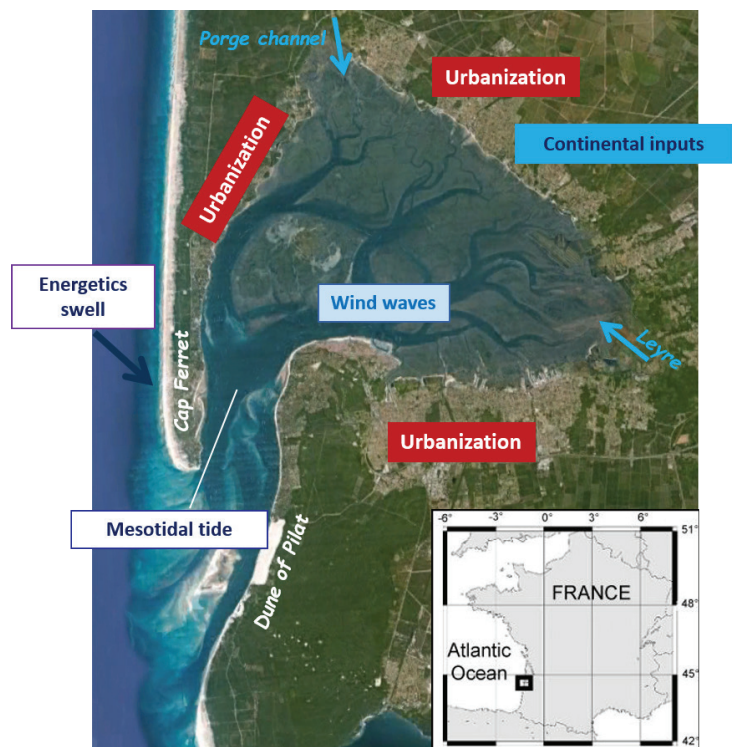 Porge channel
Urbanization
Continental inputs
Urbanization
Energetics
swell
Wind waves
Leyre
Cap Ferret
Urbanization
Mesotidal tide
Dune of Pilat
-6° -3° 0° 3° 6°
51°
FRANCE
48°
Atlantic
Ocean
45°
42°